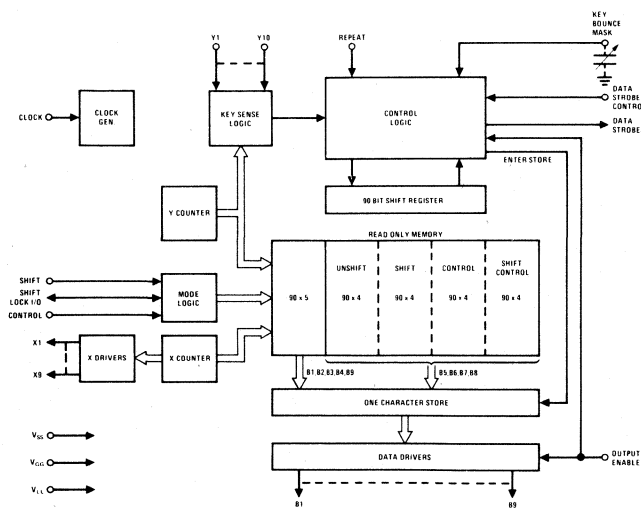 KEY
BOUNCE
MASK
Y1
Y10
REPEAT
CLOCK
CLOCK
GEN.
KEY SENSE
LOGIC
CONTROL
LOGIC
DATA
STROBE
CONTROL
DATA
STROBE
ENTER STORE
90 BIT SHIFT REGISTER
Y COUNTER
READ ONLY MEMORY
UNSHIFT
SHIFT
CONTROL
SHIFT
CONTROL
90 x 5
90 x 4
90 x 4
90 x 4
90 x 4
SHIFT
SHIFT
LOCK I/O
CONTROL
MODE
LOGIC
X1
X9
X DRIVERS
X COUNTER
B1, B2, B3, B4, B9
B5, B6, B7, B8
ONE CHARACTER STORE
DATA DRIVERS
OUTPUT
ENABLE
VSS
VGG
VLL
B1
B9